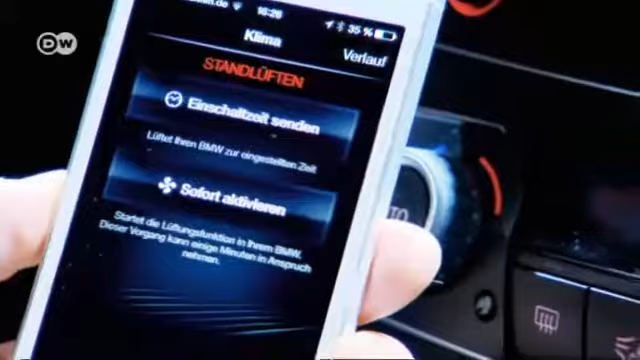 DW
16:26
35 %
Klima
Verlauf
STANDLÜFTEN
Einschaltzeit senden
Lüftet Ihren BMW zur eingestellten Zeit
Sofort aktivieren
Startet die Lüftungsfunktion in Ihrem BMW.
Dieser Vorgang kann einige Minuten in Anspruch
nehmen.